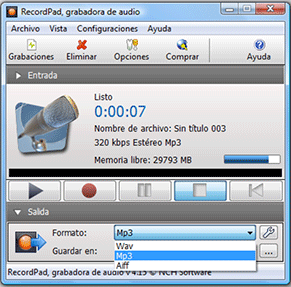 RecordPad, grabadora de audio
Archivo Vista Configuraciones Ayuda
Grabaciones Eliminar Opciones Comprar Ayuda
Entrada
Listo
0:00:07
Nombre de archivo: Sin título 003
320 kbps Estéreo Mp3
Memoria libre: 29793 MB
Salida
Formato: Mp3
Wav
Guardar en: Mp3 ...
Aiff
RecordPad, grabadora de audio v 4.15 © NCH Software